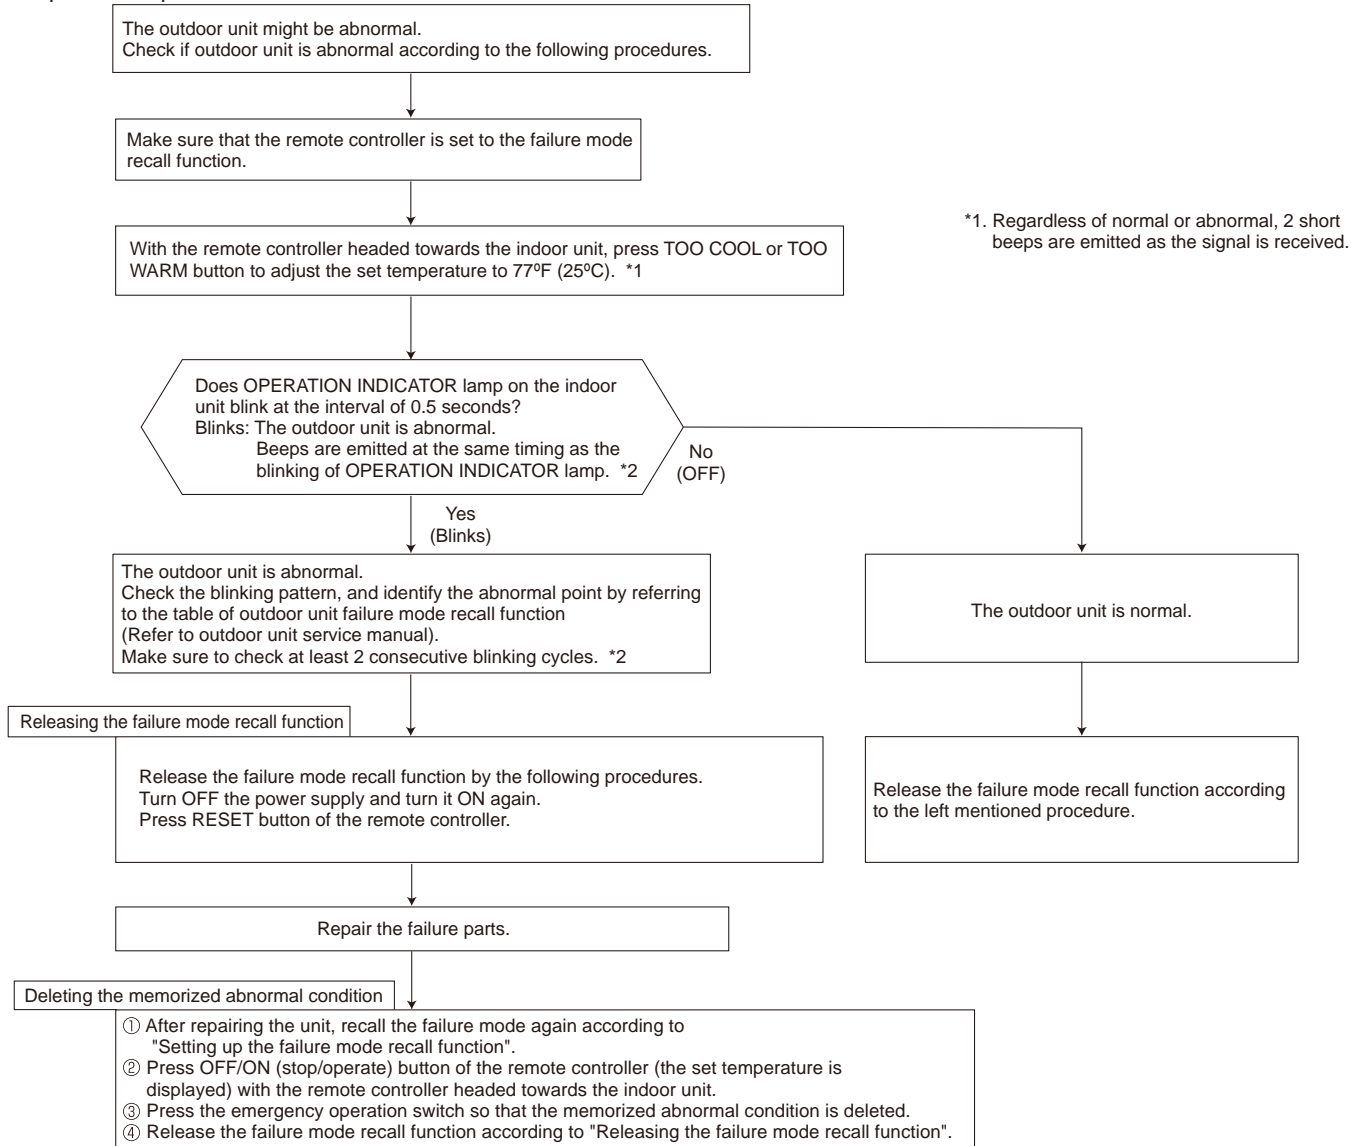 The outdoor unit might be abnormal.
Check if outdoor unit is abnormal according to the following procedures.
Make sure that the remote controller is set to the failure mode
recall function.
With the remote controller headed towards the indoor unit, press TOO COOL or TOO
WARM button to adjust the set temperature to 77ºF (25ºC).  *1
*1. Regardless of normal or abnormal, 2 short
beeps are emitted as the signal is received.
Does OPERATION INDICATOR lamp on the indoor
unit blink at the interval of 0.5 seconds?
Blinks: The outdoor unit is abnormal.
Beeps are emitted at the same timing as the
blinking of OPERATION INDICATOR lamp.  *2
No
(OFF)
Yes
(Blinks)
The outdoor unit is abnormal.
Check the blinking pattern, and identify the abnormal point by referring
to the table of outdoor unit failure mode recall function
(Refer to outdoor unit service manual).
Make sure to check at least 2 consecutive blinking cycles.  *2
The outdoor unit is normal.
Releasing the failure mode recall function
Release the failure mode recall function by the following procedures.
Turn OFF the power supply and turn it ON again.
Press RESET button of the remote controller.
Release the failure mode recall function according
to the left mentioned procedure.
Repair the failure parts.
Deleting the memorized abnormal condition
① After repairing the unit, recall the failure mode again according to
"Setting up the failure mode recall function".
② Press OFF/ON (stop/operate) button of the remote controller (the set temperature is
displayed) with the remote controller headed towards the indoor unit.
③ Press the emergency operation switch so that the memorized abnormal condition is deleted.
④ Release the failure mode recall function according to "Releasing the failure mode recall function".